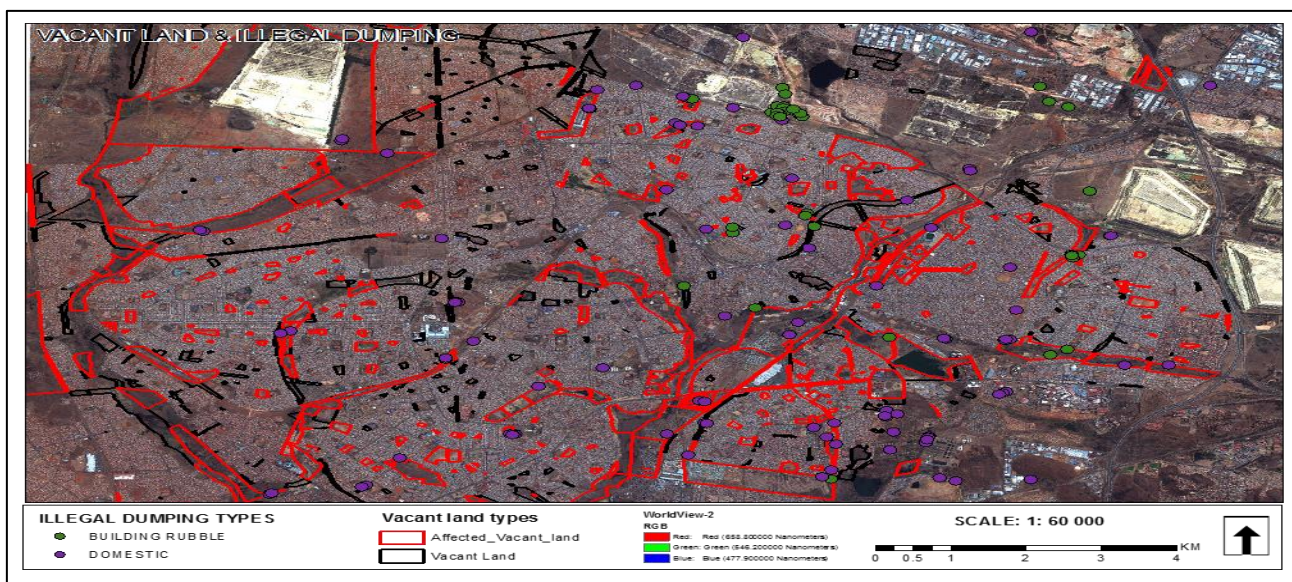 VACANT LAND & ILLEGAL DUMPING
ILLEGAL DUMPING TYPES
BUILDING RUBBLE
DOMESTIC
Vacant land types
Affected_Vacant_land
Vacant Land
WorldView-2
RGB
Red: Red (658.800000 Nanometers)
Green: Green (546.200000 Nanometers)
Blue: Blue (477.900000 Nanometers)
SCALE: 1: 60 000
KM
0 0.5 1 2 3 4